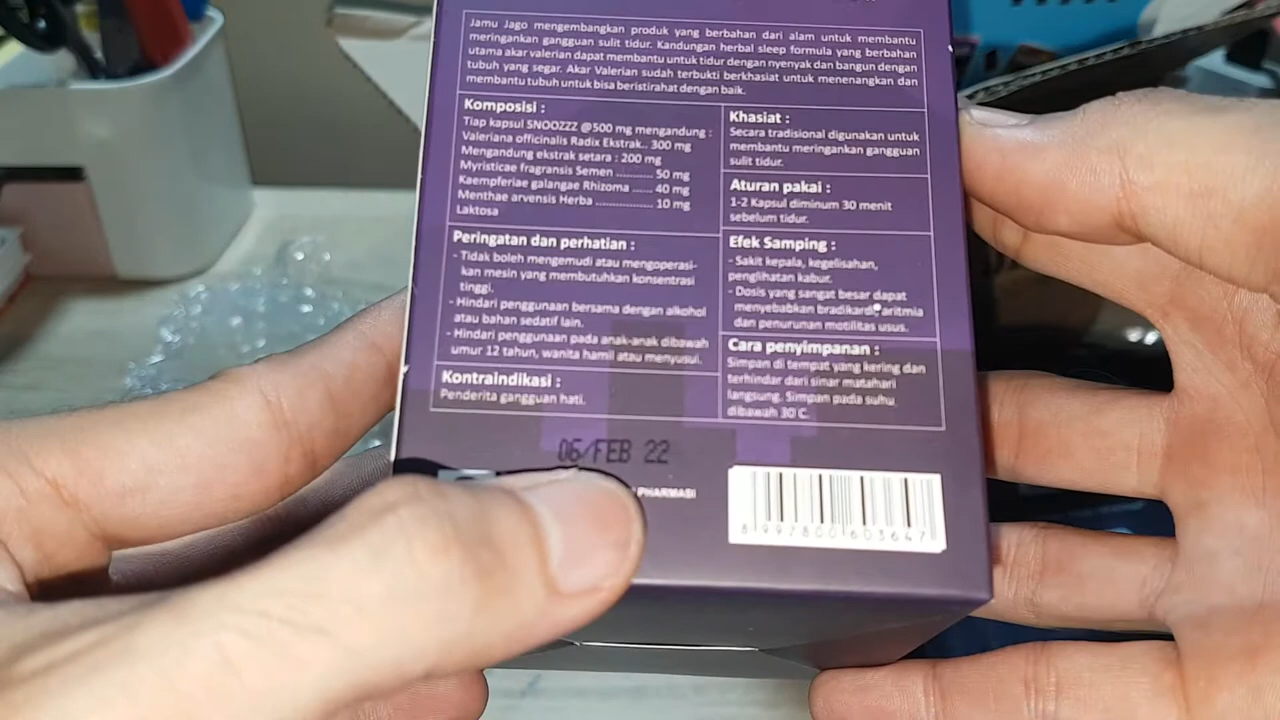 Jamu Jago mengembangkan produk yang berbahan dari alam untuk membantu
meringankan gangguan sulit tidur. Kandungan herbal sleep formula yang berbahan
utama akar valerian dapat membantu untuk tidur dengan nyenyak dan bangun dengan
tubuh yang segar. Akar Valerian sudah terbukti berkhasiat untuk menenangkan dan
membantu tubuh untuk bisa beristirahat dengan baik.
Komposisi :
Tiap kapsul SNOOZZZ @500 mg mengandung :
Valeriana officinalis Radix Ekstrak.. 300 mg
Mengandung ekstrak setara : 200 mg
Myristicae fragransis Semen ........... 50 mg
Kaempferiae galangae Rhizoma ...... 40 mg
Menthae arvensis Herba ................ 10 mg
Laktosa
Peringatan dan perhatian :
- Tidak boleh mengemudi atau mengoperasi-
kan mesin yang membutuhkan konsentrasi
tinggi.
- Hindari penggunaan bersama dengan alkohol
atau bahan sedatif lain.
- Hindari penggunaan pada anak-anak dibawah
umur 12 tahun, wanita hamil atau menyusui.
Kontraindikasi :
Penderita gangguan hati.
Khasiat :
Secara tradisional digunakan untuk
membantu meringankan gangguan
sulit tidur.
Aturan pakai :
1-2 Kapsul diminum 30 menit
sebelum tidur.
Efek Samping :
- Sakit kepala, kegelisahan,
penglihatan kabur.
- Dosis yang sangat besar dapat
menyebabkan bradikardi, aritmia
dan penurunan motilitas usus.
Cara penyimpanan :
Simpan di tempat yang kering dan
terhindar dari sinar matahari
langsung. Simpan pada suhu
dibawah 30°C.
06/FEB 22
PHARMASI
8 997800 603647